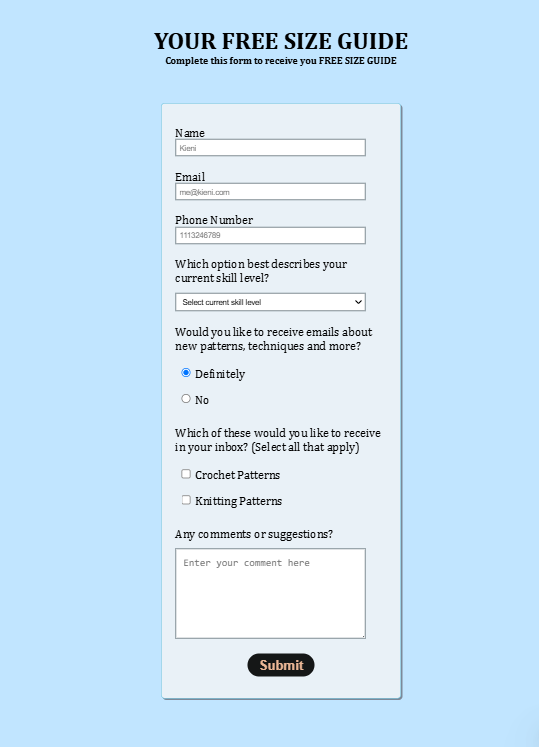 YOUR FREE SIZE GUIDE
Complete this form to receive you FREE SIZE GUIDE
Name
Kieni
Email
me@kieni.com
Phone Number
1113246789
Which option best describes your
current skill level?
Select current skill level
Would you like to receive emails about
new patterns, techniques and more?
Definitely
No
Which of these would you like to receive
in your inbox? (Select all that apply)
Crochet Patterns
Knitting Patterns
Any comments or suggestions?
Enter your comment here
Submit